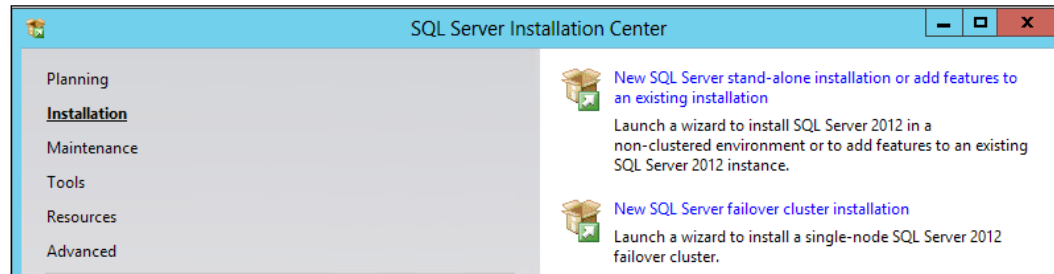 SQL Server Installation Center
Planning
Installation
Maintenance
Tools
Resources
Advanced
New SQL Server stand-alone installation or add features to
an existing installation
Launch a wizard to install SQL Server 2012 in a
non-clustered environment or to add features to an existing
SQL Server 2012 instance.
New SQL Server failover cluster installation
Launch a wizard to install a single-node SQL Server 2012
failover cluster.